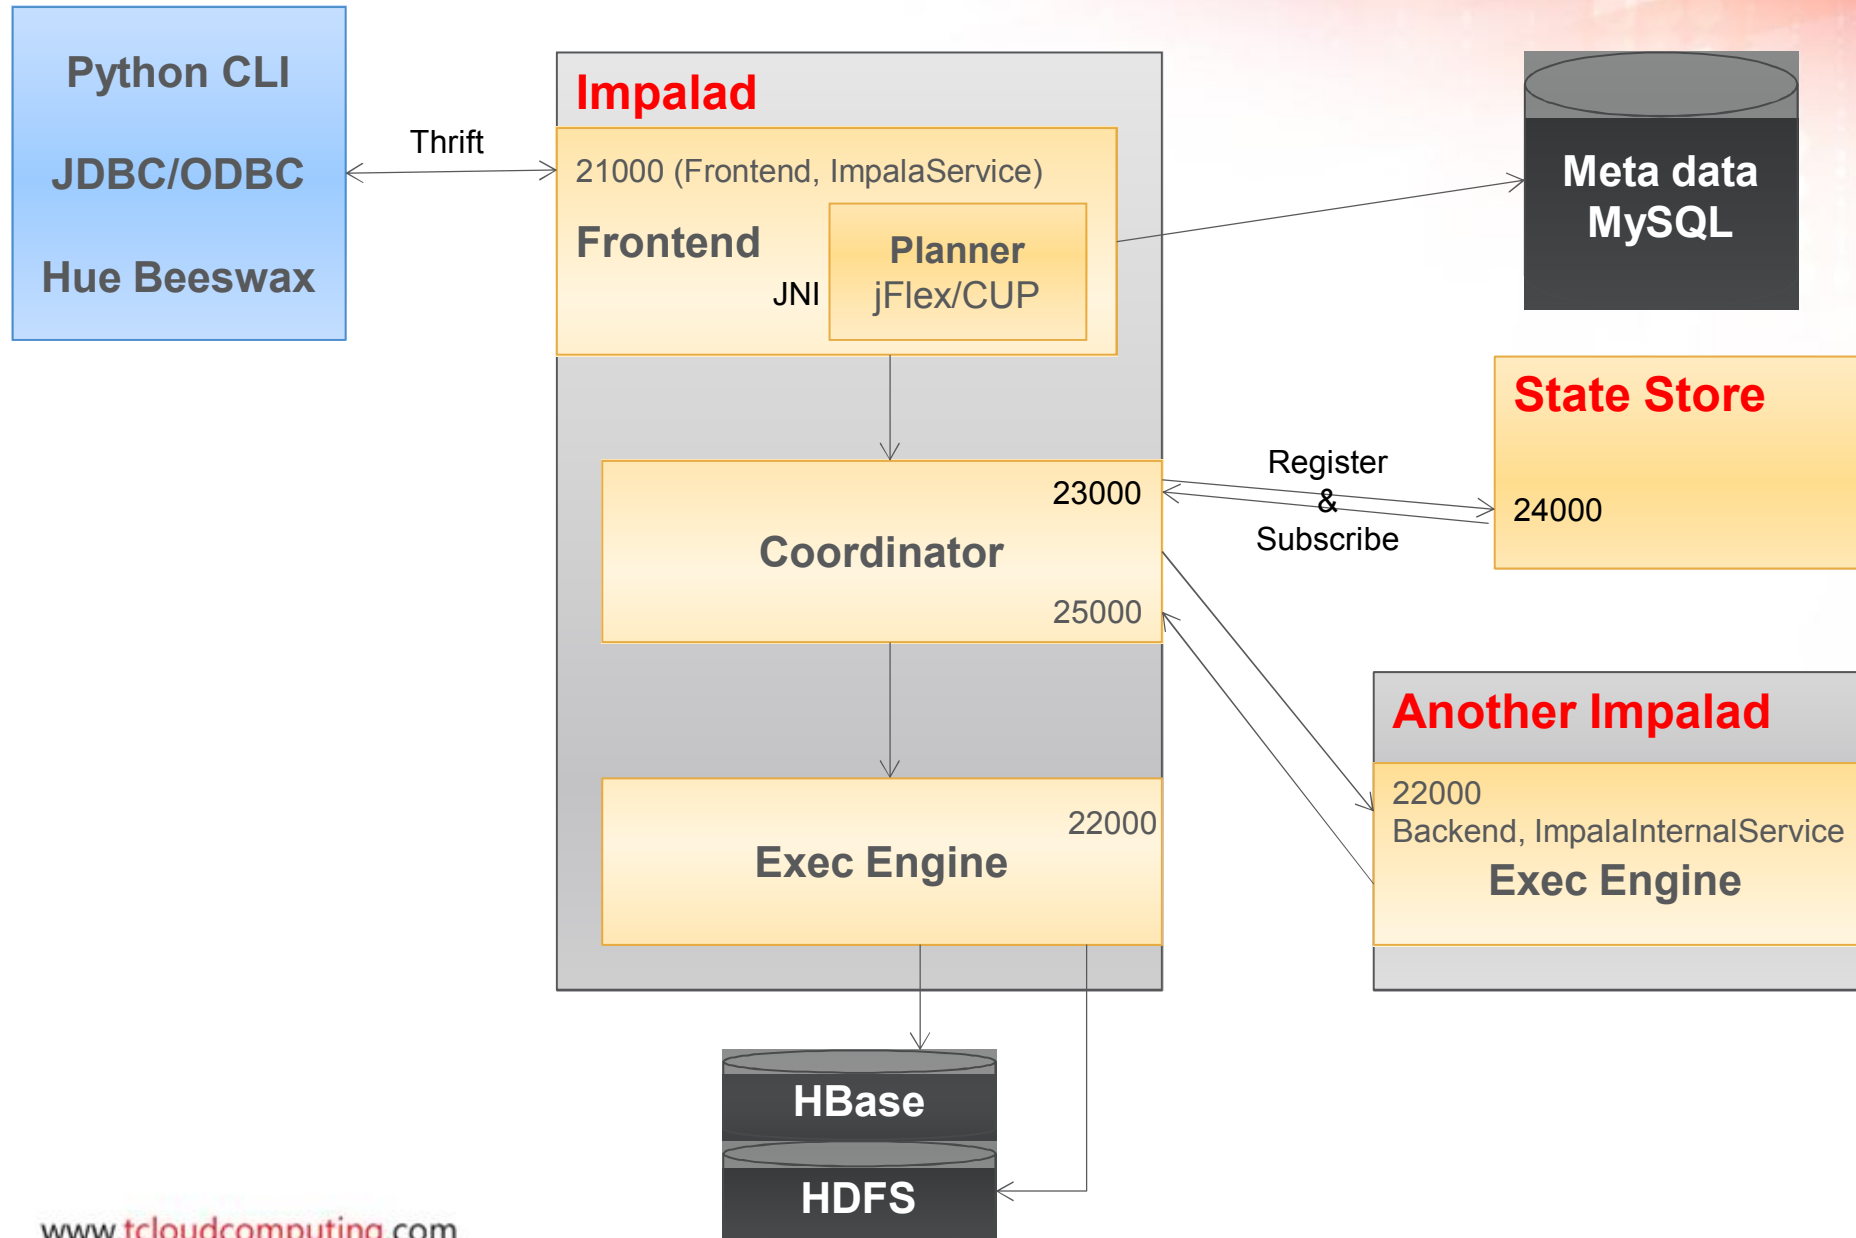 Python CLI
JDBC/ODBC
Hue Beeswax
Thrift
Impalad
21000 (Frontend, ImpalaService)
Frontend
JNI
Planner
jFlex/CUP
Meta data
MySQL
State Store
24000
Register
&
Subscribe
23000
Coordinator
25000
Another Impalad
22000
Backend, ImpalaInternalService
Exec Engine
22000
Exec Engine
HBase
HDFS
www.tcloudcomputing.com